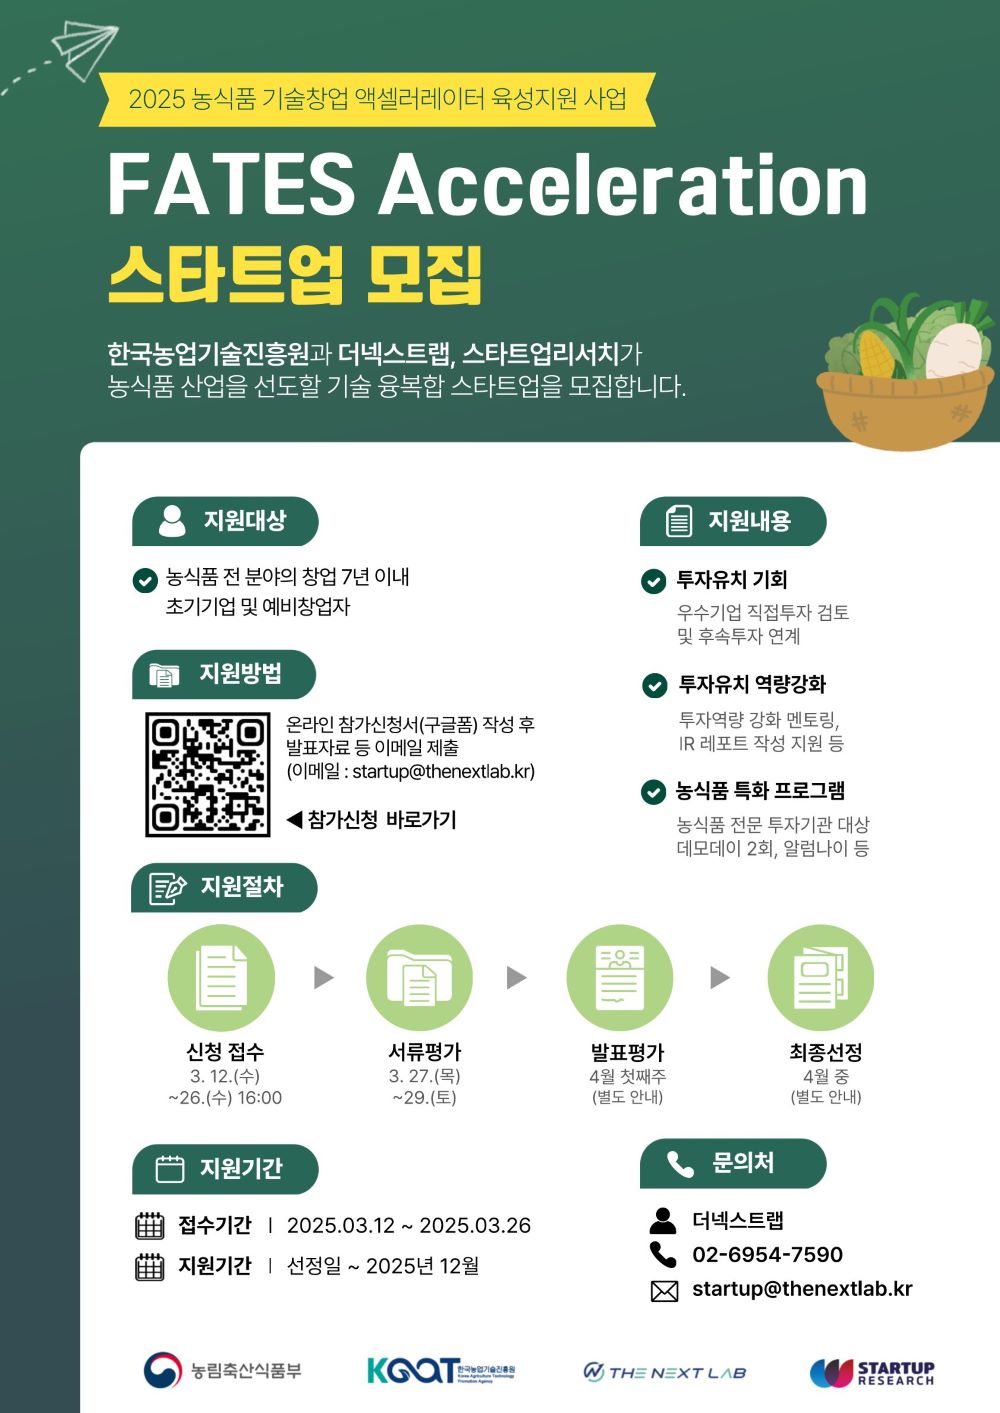 2025 농식품 기술창업 액셀러레이터 육성지원 사업
FATES Acceleration
스타트업 모집
한국농업기술진흥원과 더넥스트랩, 스타트업리서치가
농식품 산업을 선도할 기술 융복합 스타트업을 모집합니다.
지원대상
농식품 전 분야의 창업 7년 이내
초기기업 및 예비창업자
지원방법
온라인 참가신청서(구글폼) 작성 후
발표자료 등 이메일 제출
(이메일 : startup@thenextlab.kr)
◀ 참가신청 바로가기
지원내용
투자유치 기회
우수기업 직접투자 검토
및 후속투자 연계
투자유치 역량강화
투자역량 강화 멘토링,
IR 레포트 작성 지원 등
농식품 특화 프로그램
농식품 전문 투자기관 대상
데모데이 2회, 알럼나이 등
지원절차
신청 접수
3. 12.(수)
~26.(수) 16:00
서류평가
3. 27.(목)
~29.(토)
발표평가
4월 첫째주
(별도 안내)
최종선정
4월 중
(별도 안내)
지원기간
접수기간 | 2025.03.12 ~ 2025.03.26
지원기간 | 선정일 ~ 2025년 12월
문의처
더넥스트랩
02-6954-7590
startup@thenextlab.kr
농림축산식품부
KOAT 한국농업기술진흥원
Korea Agriculture Technology
Promotion Agency
THE NEXT LAB
STARTUP
RESEARCH